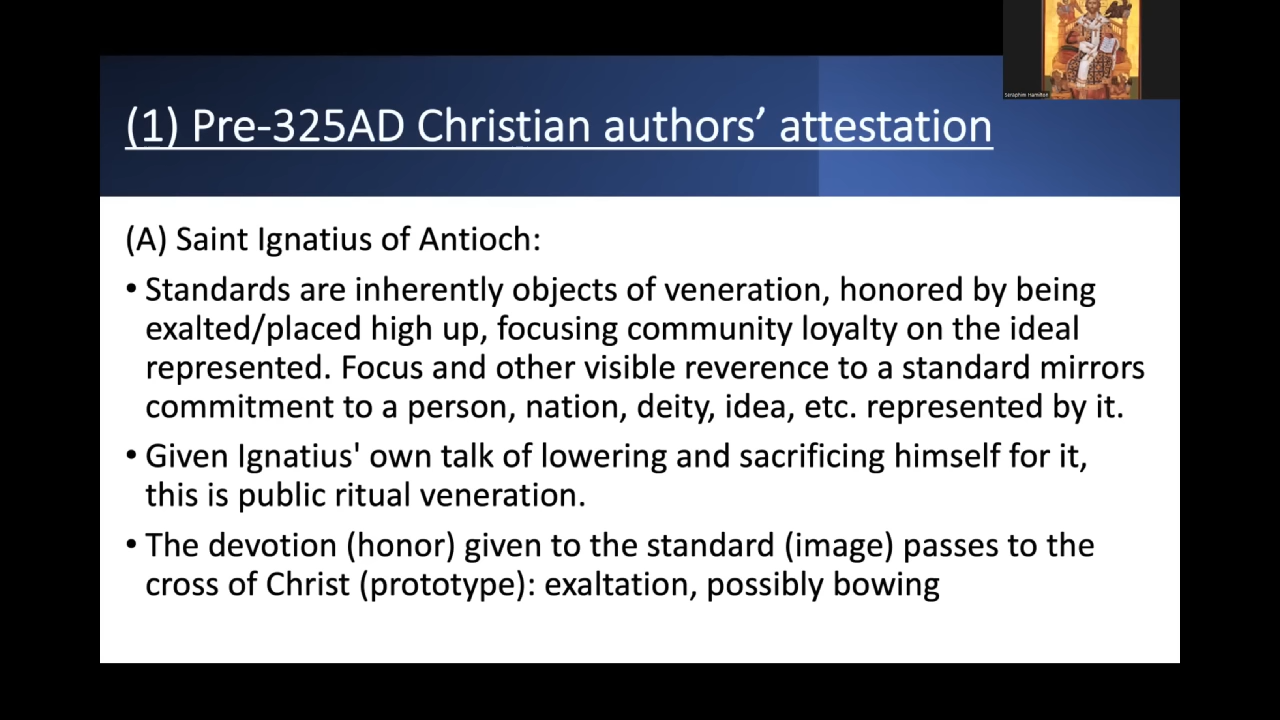 Seraphim Hamilton
(1) Pre-325AD Christian authors’ attestation
(A) Saint Ignatius of Antioch:
• Standards are inherently objects of veneration, honored by being
exalted/placed high up, focusing community loyalty on the ideal
represented. Focus and other visible reverence to a standard mirrors
commitment to a person, nation, deity, idea, etc. represented by it.
• Given Ignatius' own talk of lowering and sacrificing himself for it,
this is public ritual veneration.
• The devotion (honor) given to the standard (image) passes to the
cross of Christ (prototype): exaltation, possibly bowing